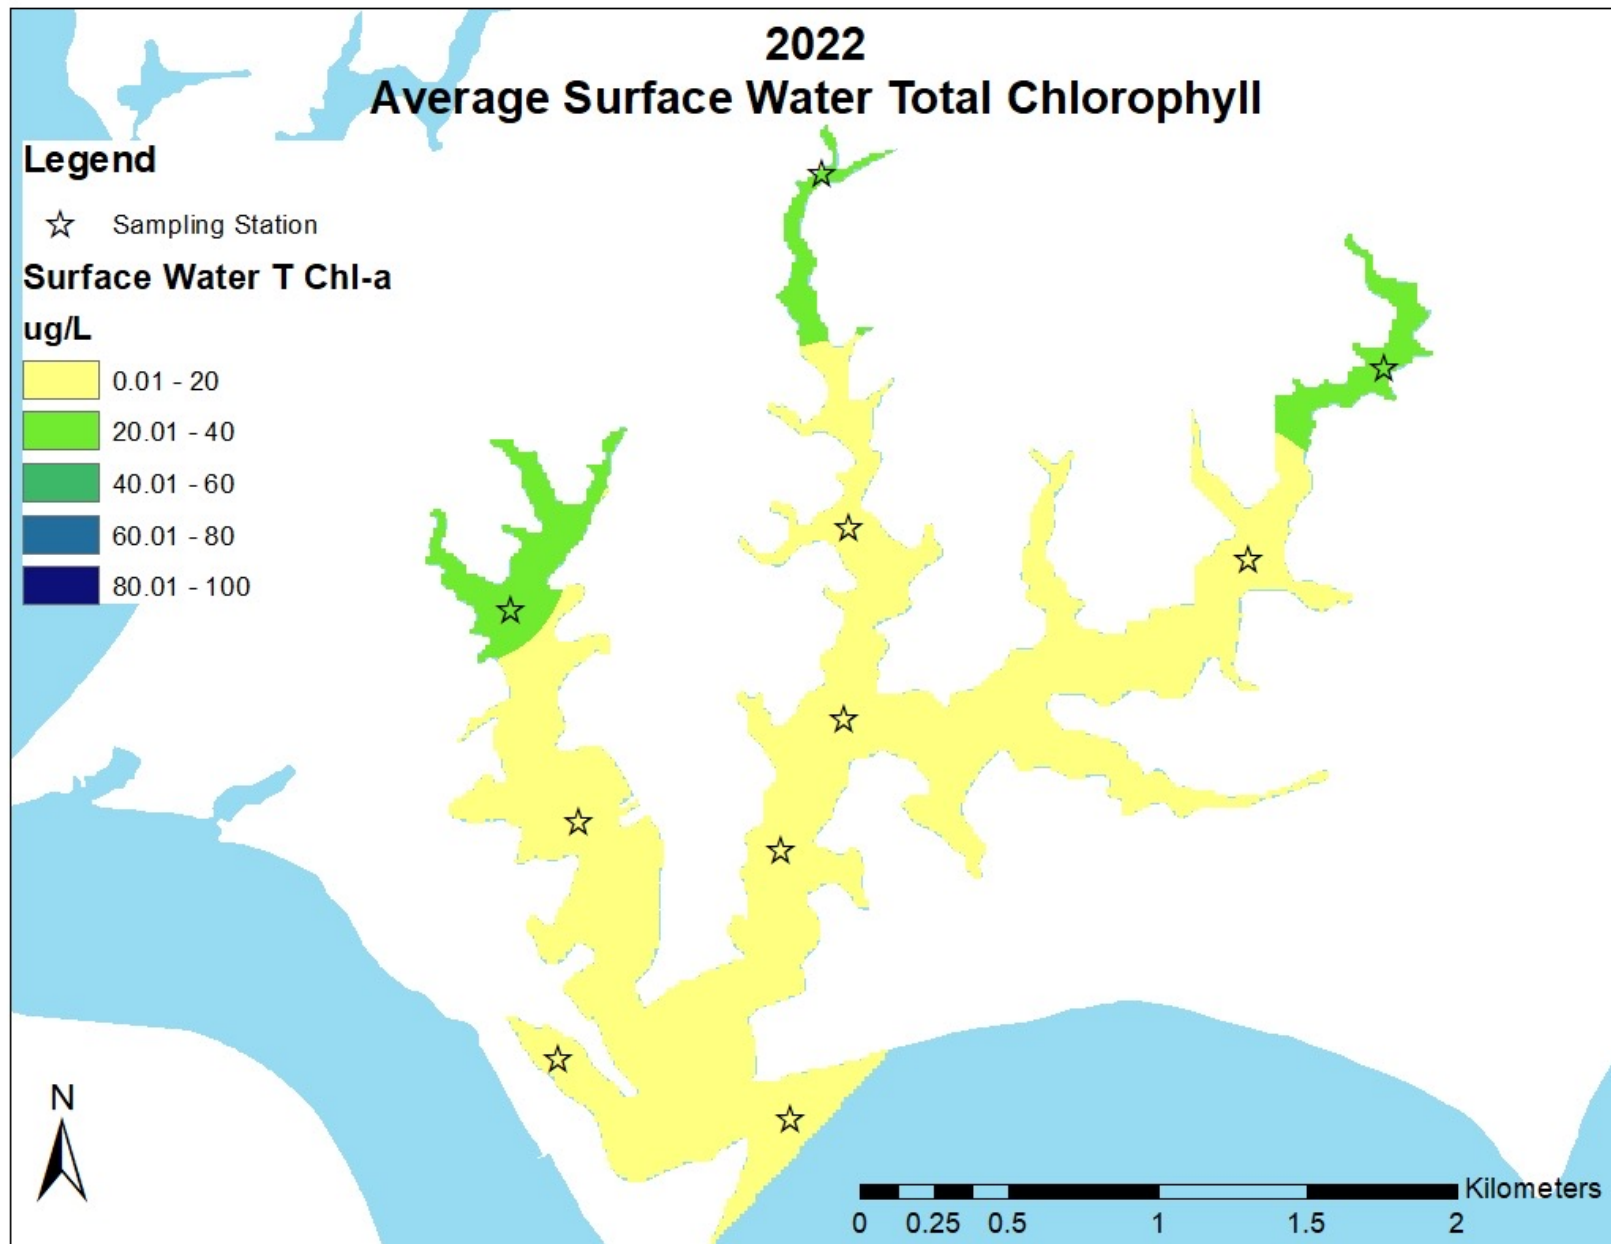 2022
Average Surface Water Total Chlorophyll
Legend
Sampling Station
Surface Water T Chl-a
ug/L
0.01 - 20
20.01 - 40
40.01 - 60
60.01 - 80
80.01 - 100
N
Kilometers
0 0.25 0.5 1 1.5 2